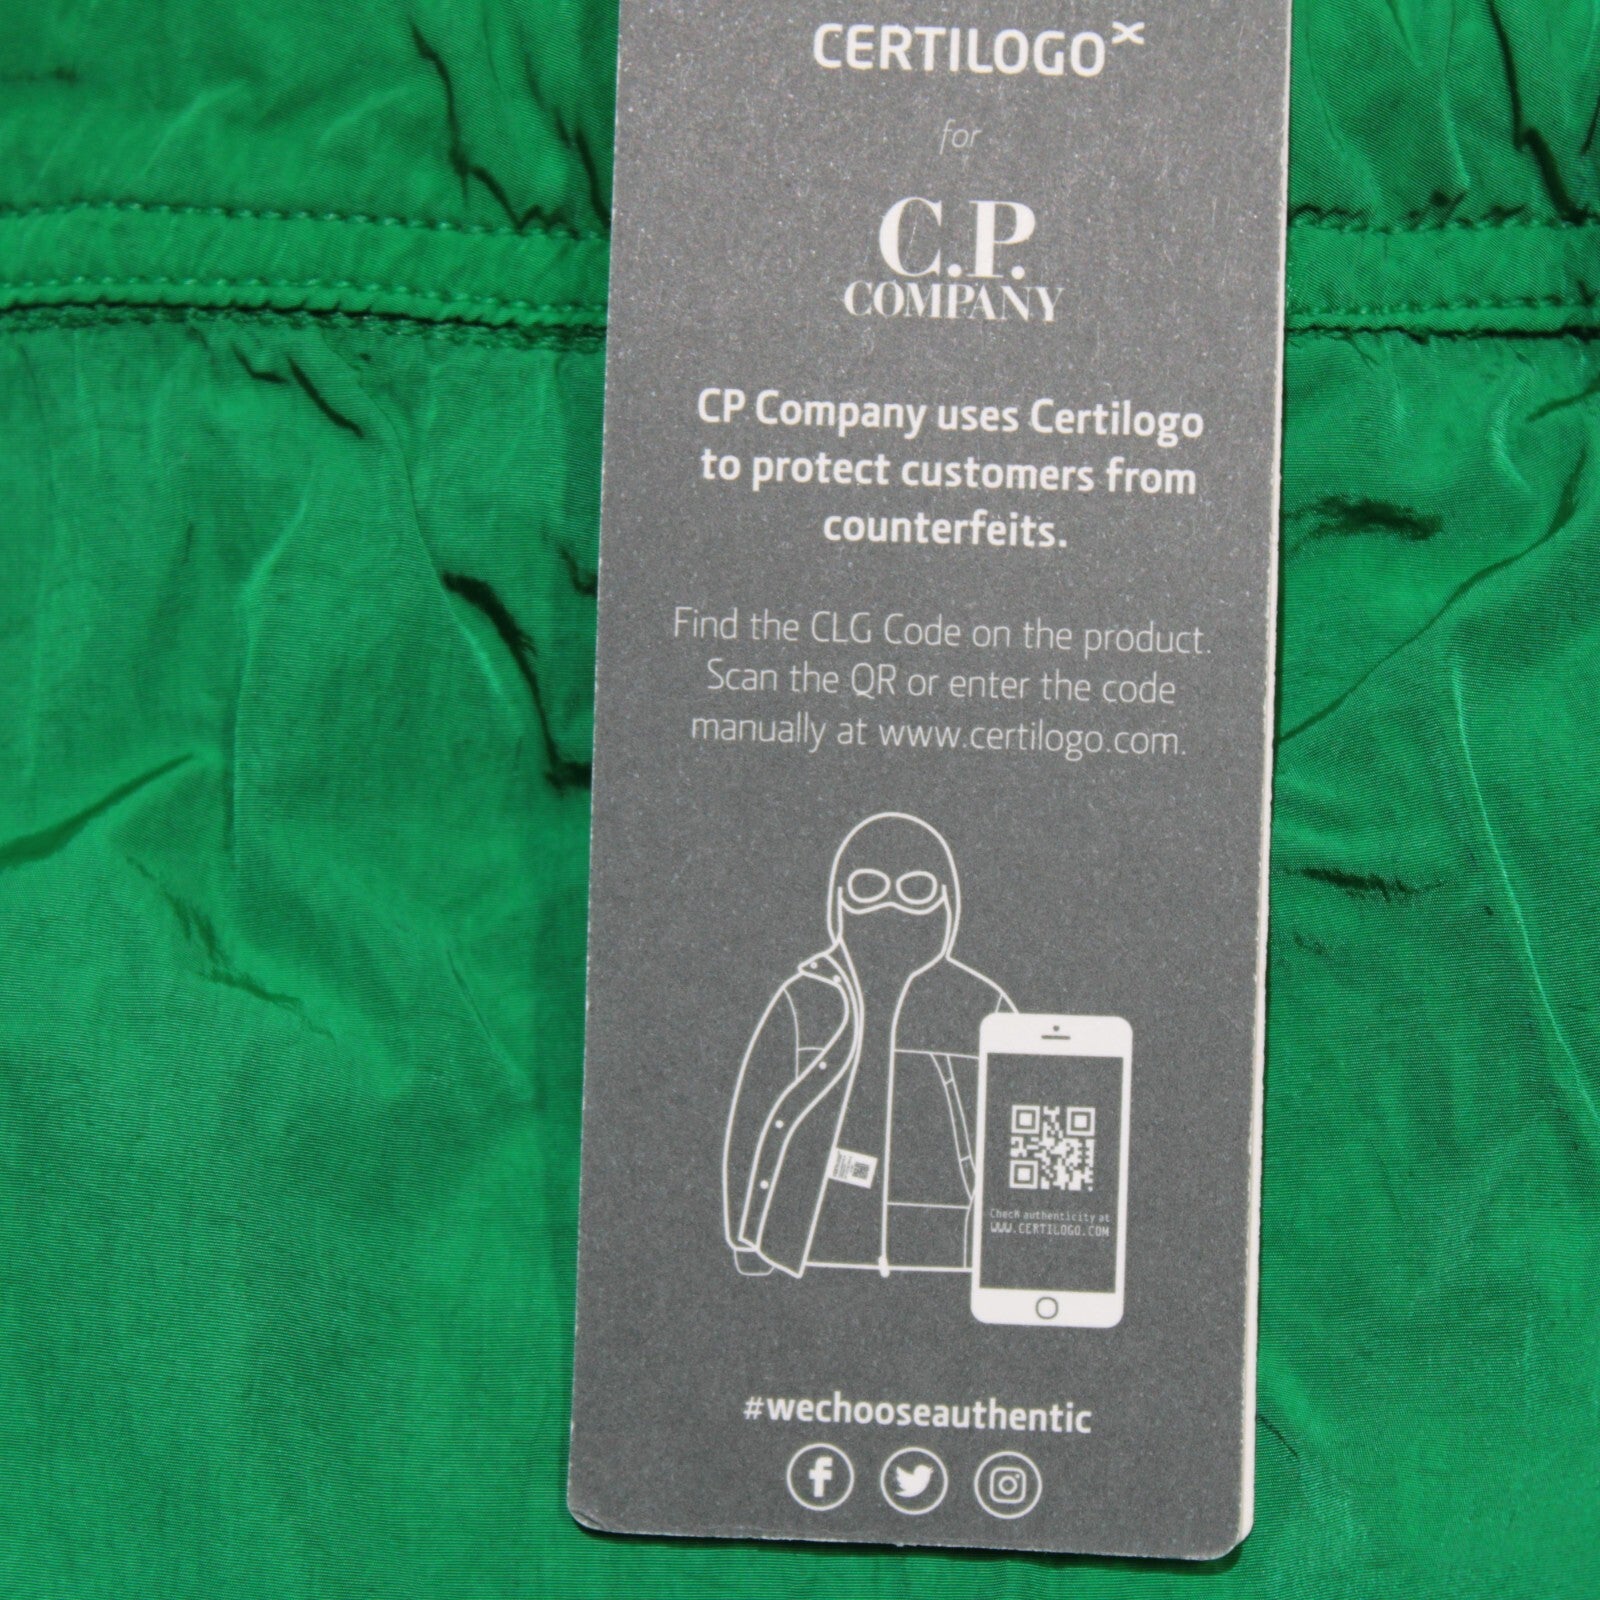 CERTILOGO
for
C.P.
COMPANY
CP Company uses Certilogo
to protect customers from
counterfeits.
Find the CLG Code on the product.
Scan the QR or enter the code
manually at www.certilogo.com.
Check authenticity at
WWW.CERTILOGO.COM
#wechooseauthentic